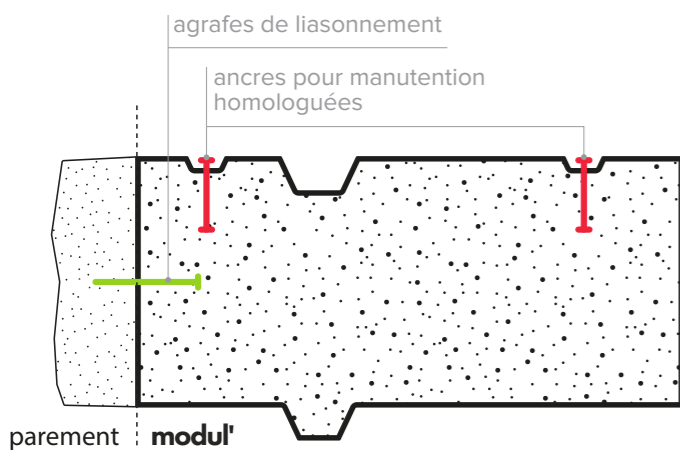 agrafes de liasonnement
ancres pour manutention
homologuées
parement modul'